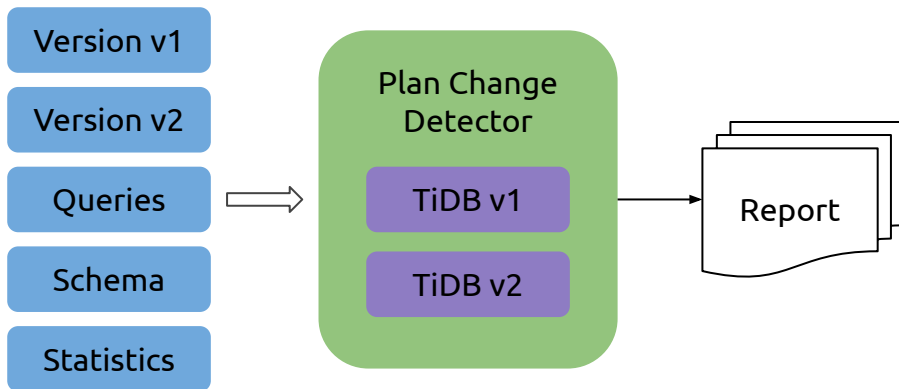 Version v1
Version v2
Queries
Schema
Statistics
Plan Change
Detector
TiDB v1
TiDB v2
Report